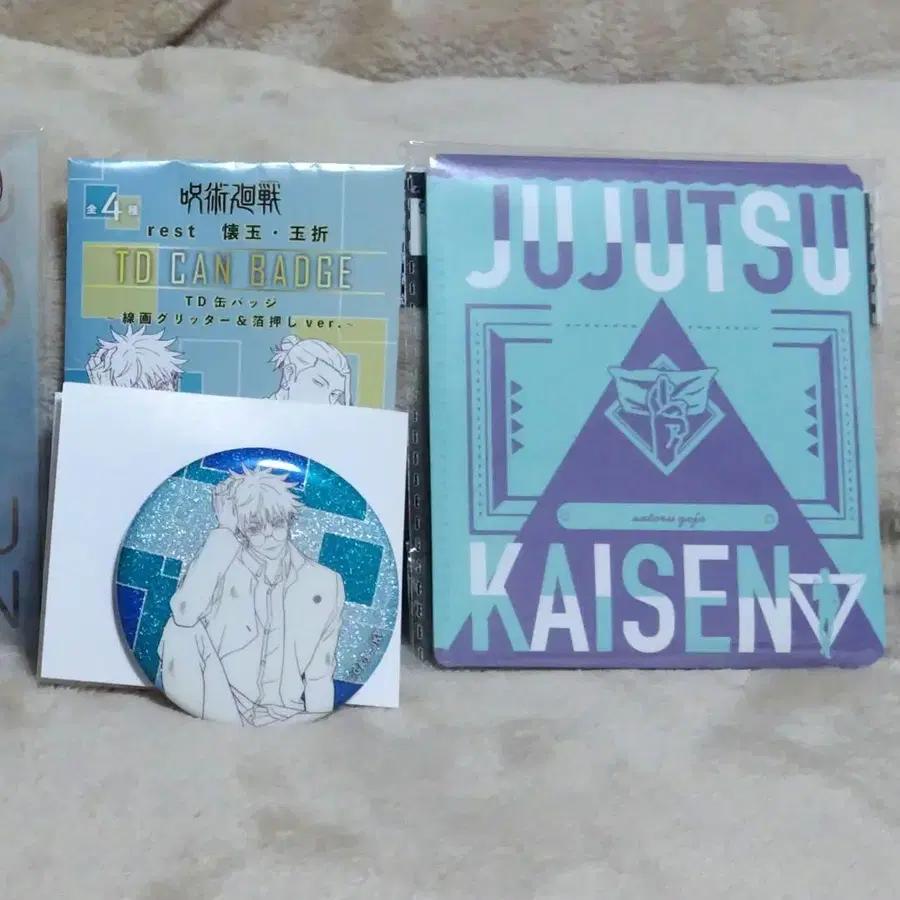 全4種
呪術廻戦
rest 懐玉・玉折
TD CAN BADGE
TD缶バッジ
～線画グリッター＆箔押しver.～
JUJUTSU
satoru gojo
KAISEN